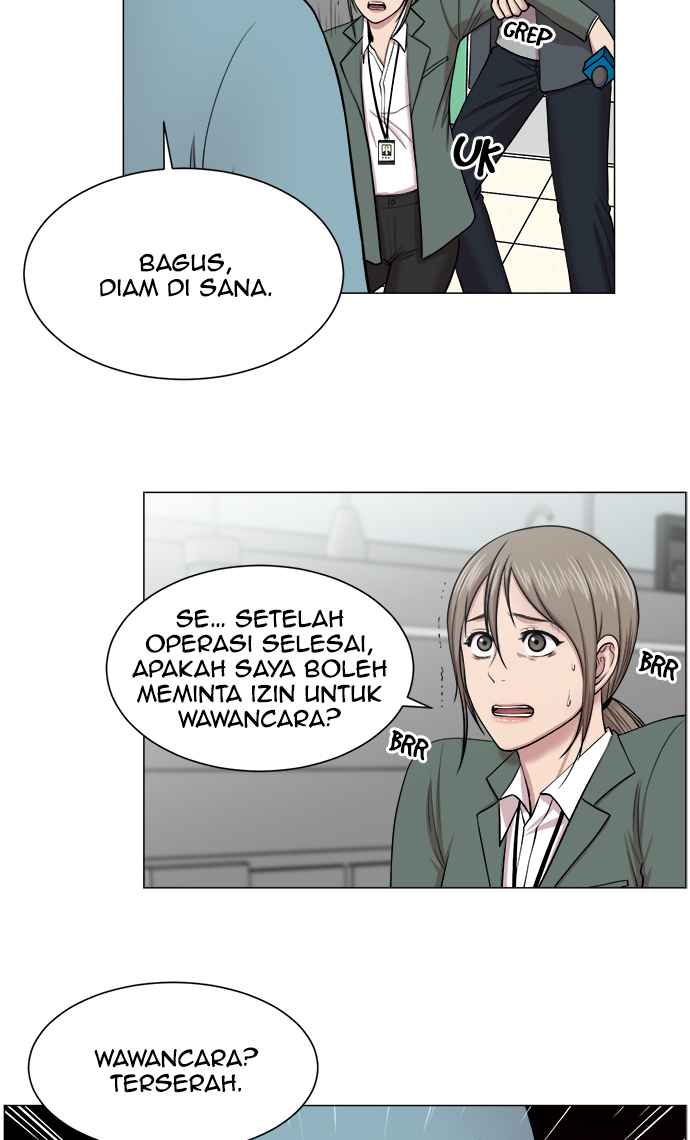 GREP
UK
BAGUS,
DIAM DI SANA.
SE... SETELAH
OPERASI SELESAI,
APAKAH SAYA BOLEH
MEMINTA IZIN UNTUK
WAWANCARA?
BRR
BRR
WAWANCARA?
TERSERAH.